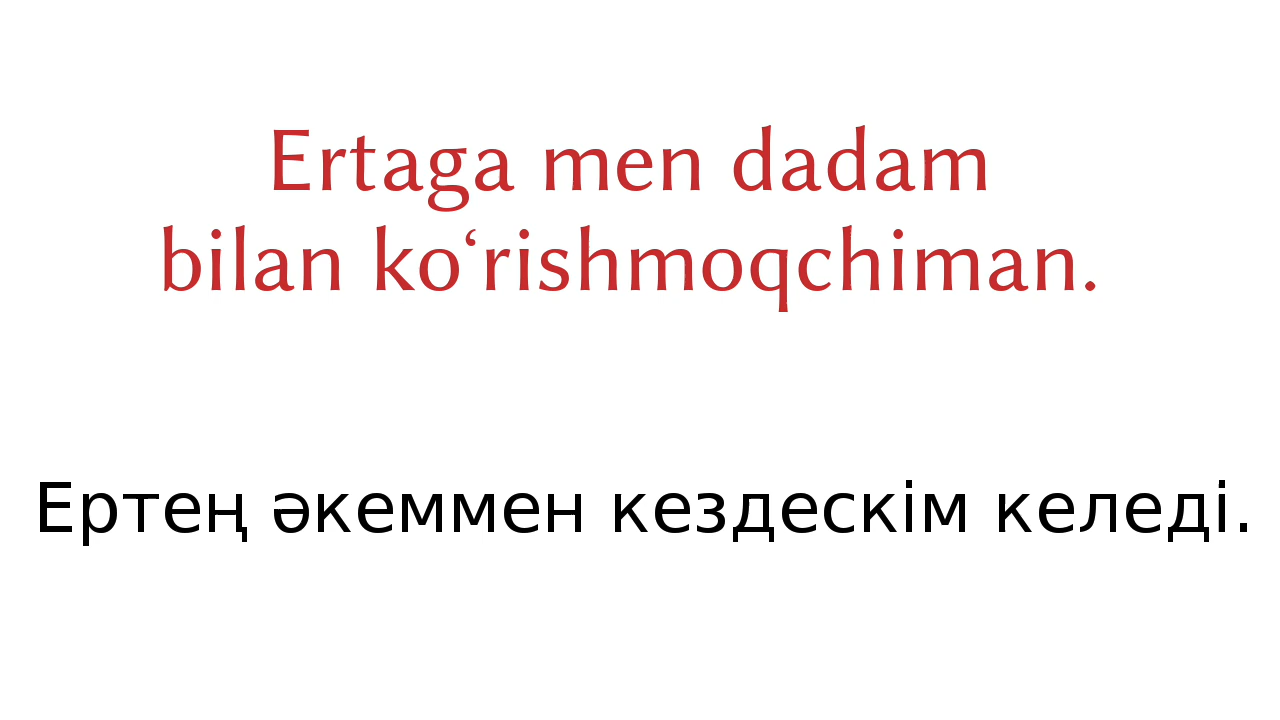 Ertaga men dadam
bilan ko‘rishmoqchiman.
Ертең әкеммен кездескім келеді.